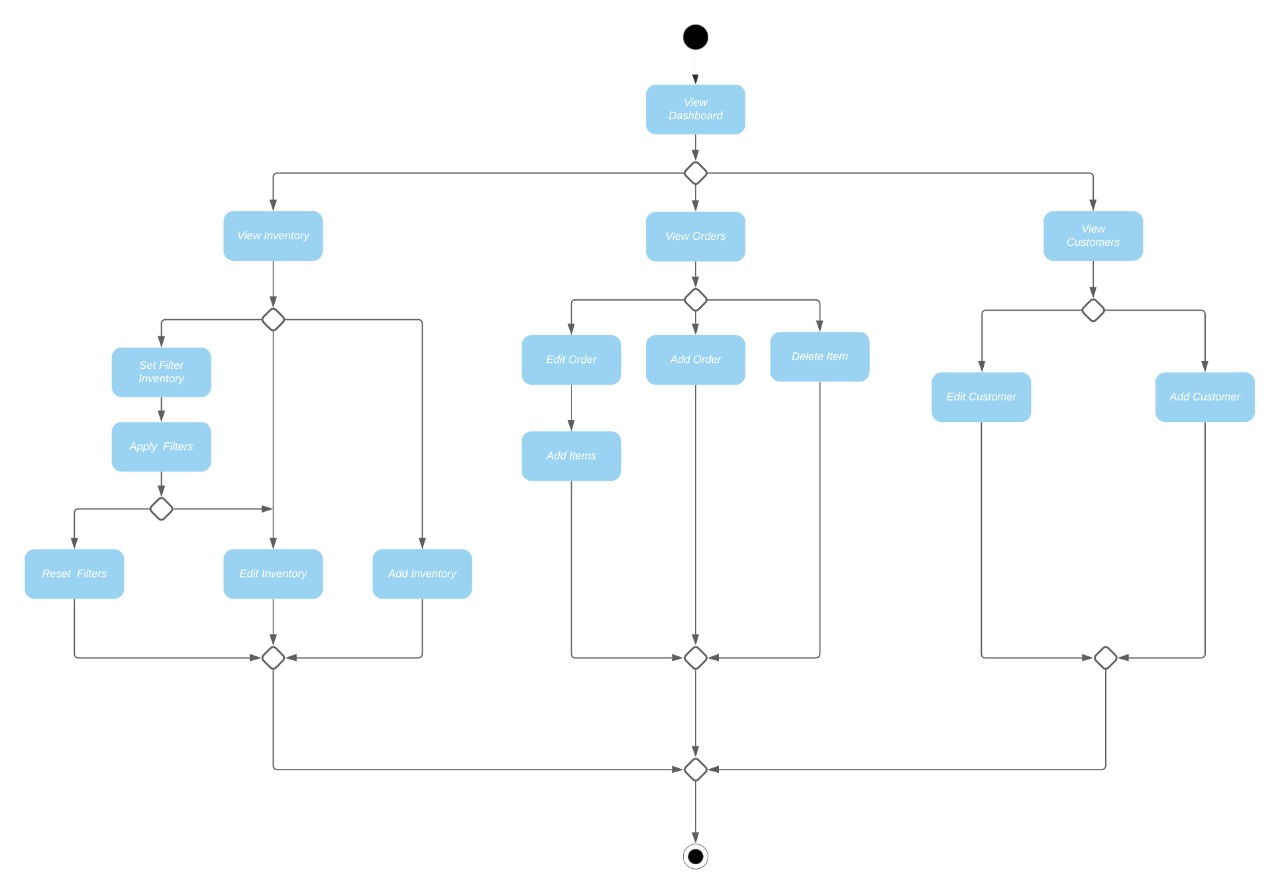 View
Dashboard
View Inventory
View Orders
View
Customers
Set Filter
Inventory
Edit Order
Add Order
Delete Item
Edit Customer
Add Customer
Apply  Filters
Add Items
Reset  Filters
Edit Inventory
Add Inventory